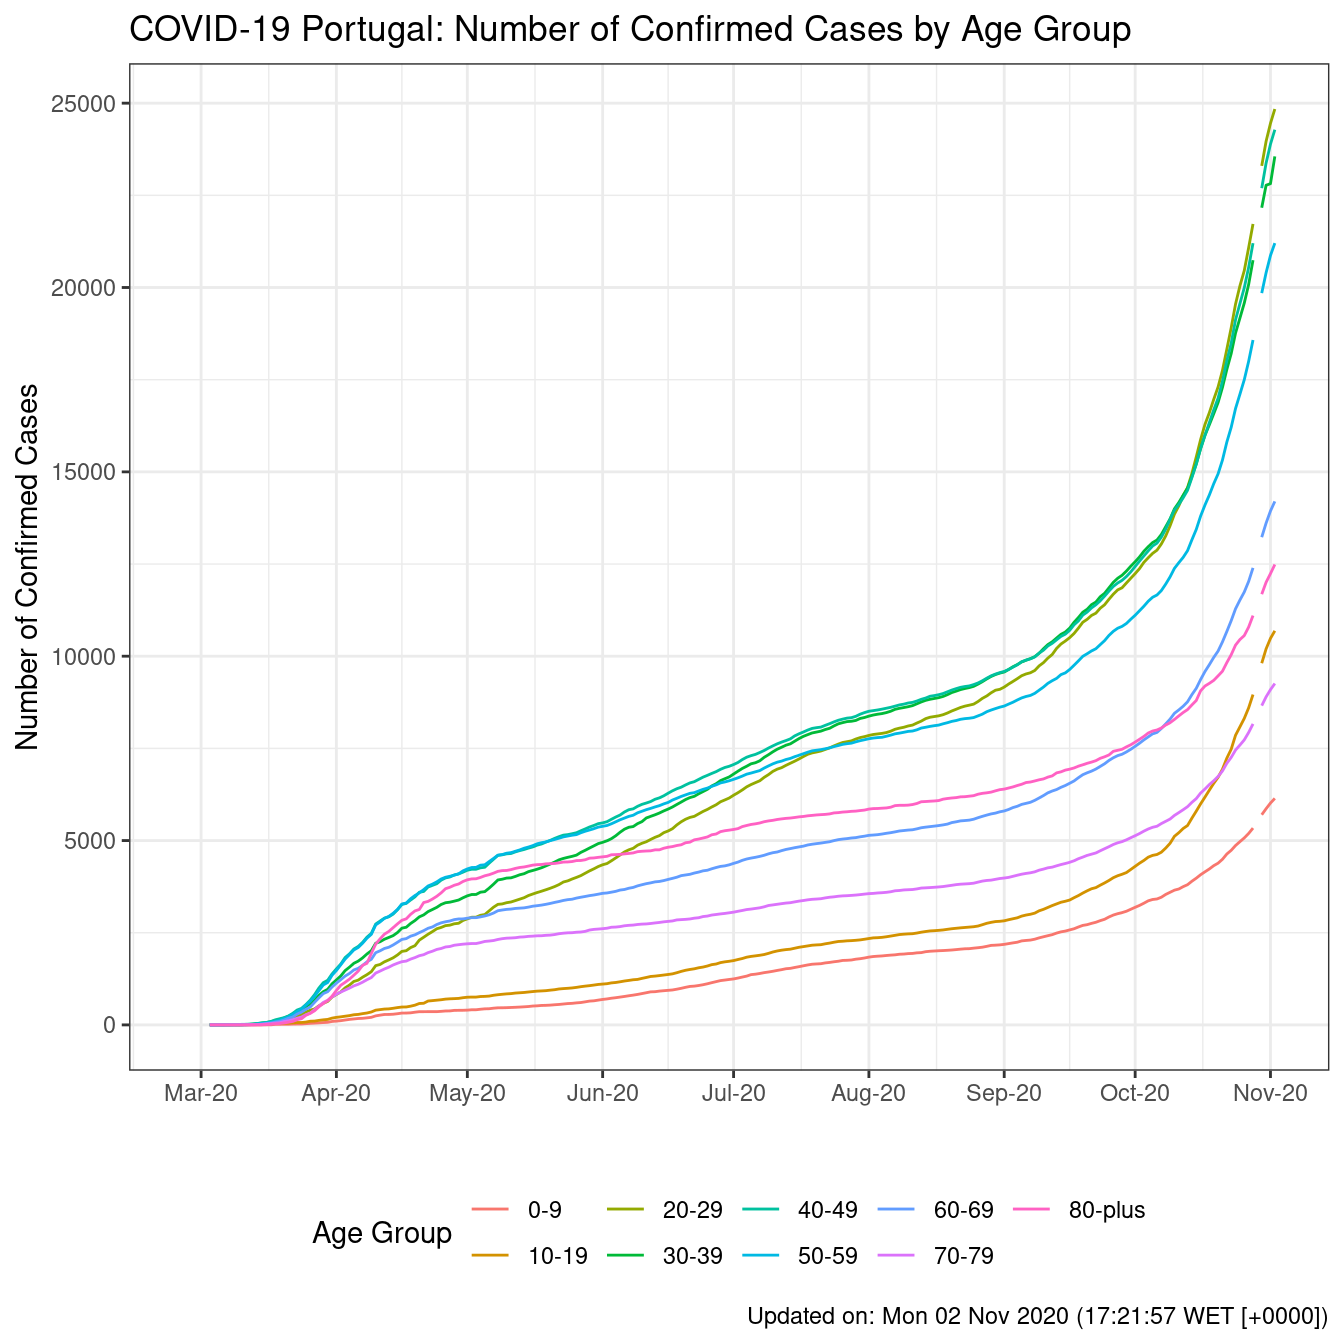 COVID-19 Portugal: Number of Confirmed Cases by Age Group
Number of Confirmed Cases
25000
20000
15000
10000
5000
0
Mar-20 Apr-20 May-20 Jun-20 Jul-20 Aug-20 Sep-20 Oct-20 Nov-20
Age Group
0-9 20-29 40-49 60-69 80-plus
10-19 30-39 50-59 70-79
Updated on: Mon 02 Nov 2020 (17:21:57 WET [+0000])